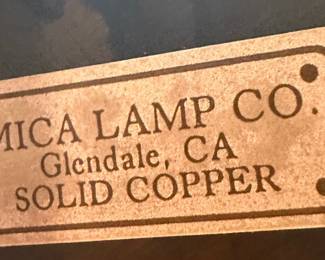 MICA LAMP CO.
Glendale, CA
SOLID COPPER